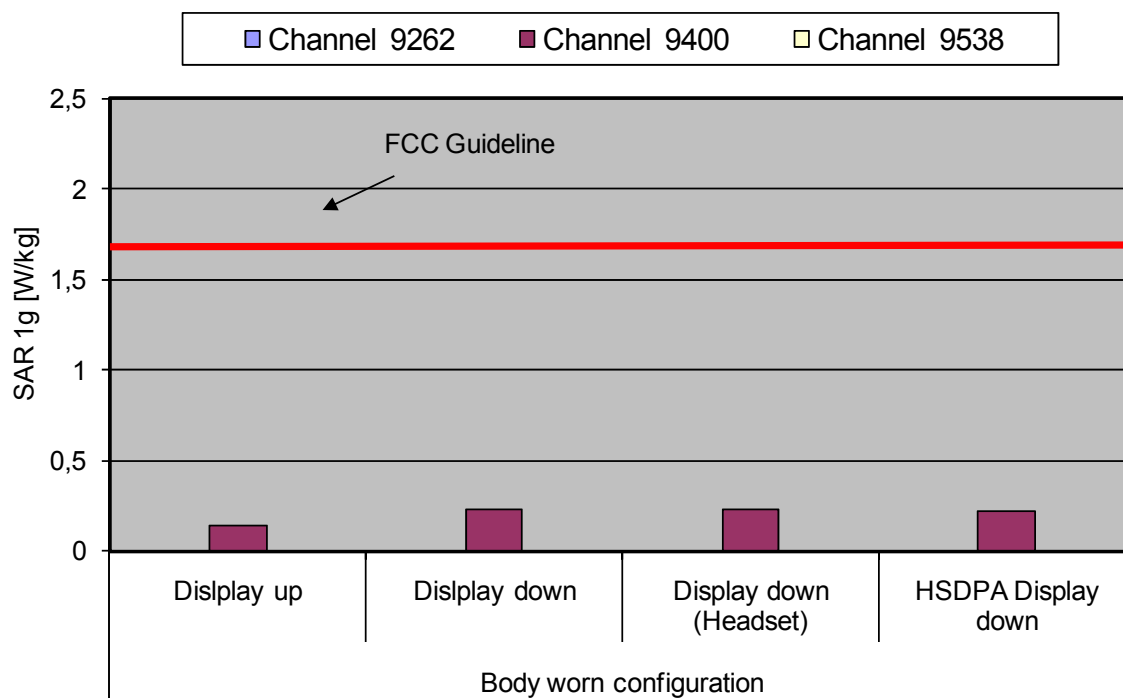 Channel 9262 Channel 9400 Channel 9538
2,5
2
1,5
1
0,5
0
SAR 1g [W/kg]
FCC Guideline
Dislplay up
Dislplay down
Display down
(Headset)
HSDPA Display
down
Body worn configuration